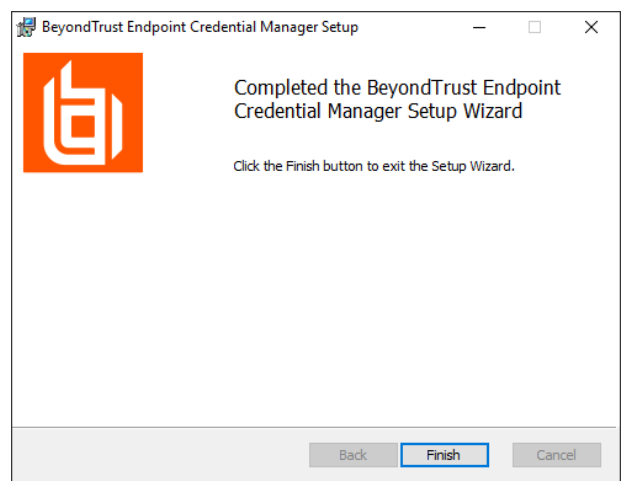 BeyondTrust Endpoint Credential Manager Setup
Completed the BeyondTrust Endpoint
Credential Manager Setup Wizard
Click the Finish button to exit the Setup Wizard.
Back Finish Cancel